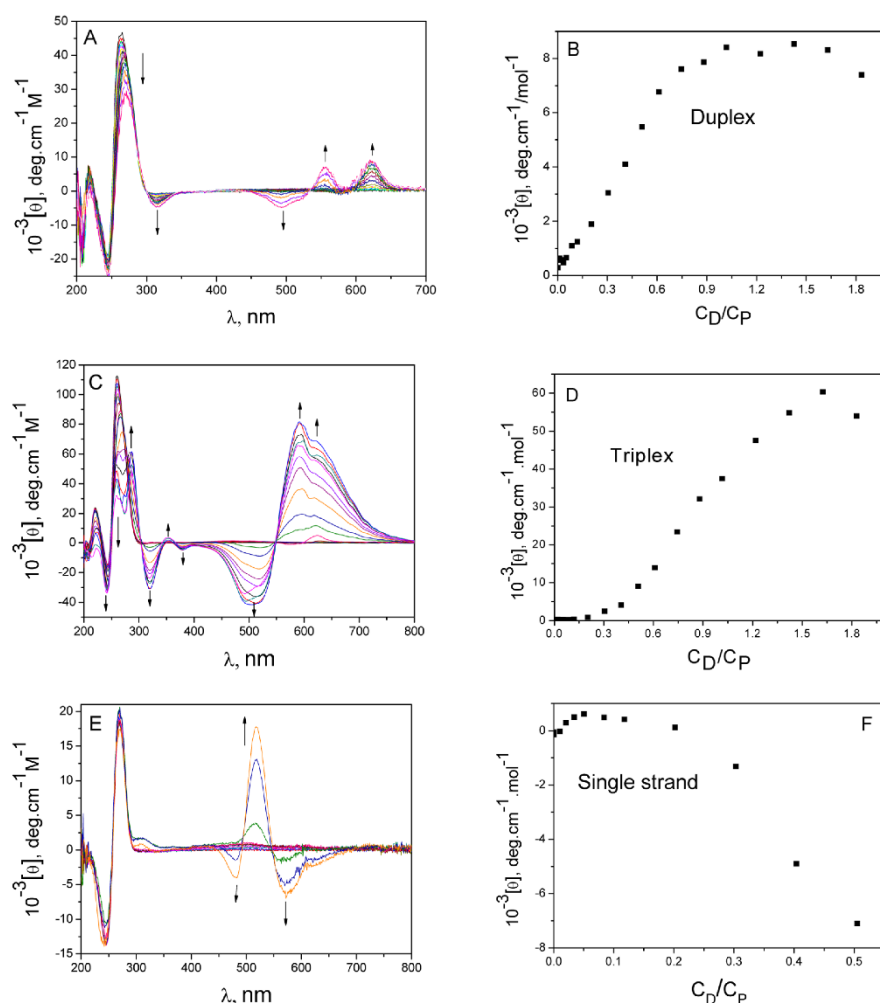 A
10⁻³[θ], deg.cm⁻¹M⁻¹
50
40
30
20
10
0
-10
-20
200 300 400 500 600 700
λ, nm
B
10⁻³[θ], deg.cm⁻¹/mol⁻¹
8
6
4
2
0
Duplex
0.0 0.3 0.6 0.9 1.2 1.5 1.8
C_D/C_P
C
10⁻³[θ], deg.cm⁻¹M⁻¹
120
100
80
60
40
20
0
-20
-40
200 300 400 500 600 700 800
λ, nm
D
10⁻³[θ], deg.cm⁻¹.mol⁻¹
60
50
40
30
20
10
0
Triplex
0.0 0.3 0.6 0.9 1.2 1.5 1.8
C_D/C_P
E
10⁻³[θ], deg.cm⁻¹M⁻¹
20
15
10
5
0
-5
-10
-15
200 300 400 500 600 700 800
λ, nm
F
10⁻³[θ], deg.cm⁻¹.mol⁻¹
0
-2
-4
-6
-8
Single strand
0.0 0.1 0.2 0.3 0.4 0.5
C_D/C_P